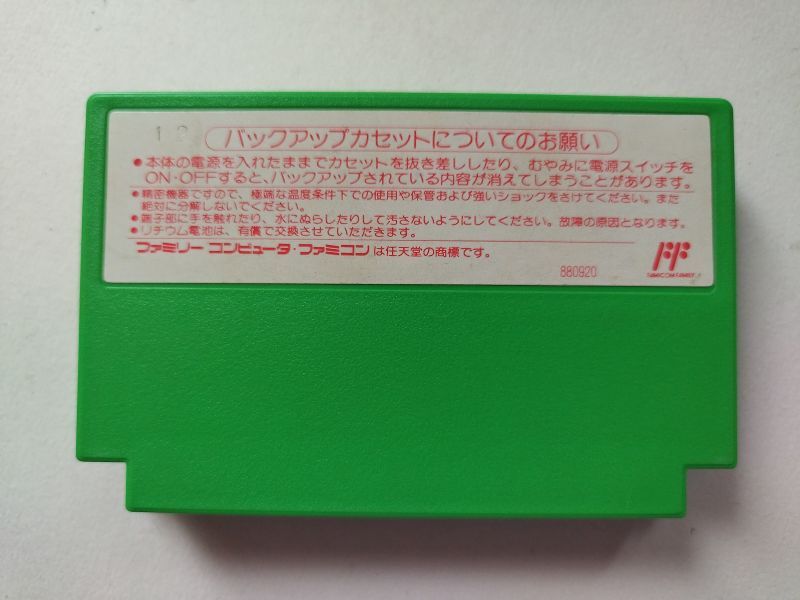 バックアップカセットについてのお願い
●本体の電源を入れたままでカセットを抜き差ししたり、むやみに電源スイッチを
ON・OFFすると、バックアップされている内容が消えてしまうことがあります。
●精密機器ですので、極端な温度条件下での使用や保管および強いショックをさけてください。また
絶対に分解しないでください。
●端子部に手を触れたり、水にぬらしたりして汚さないようにしてください。故障の原因となります。
●リチウム電池は、有償で交換させていただきます。
ファミリー コンピュータ・ファミコンは任天堂の商標です。
880920
FAMICOM FAMILY